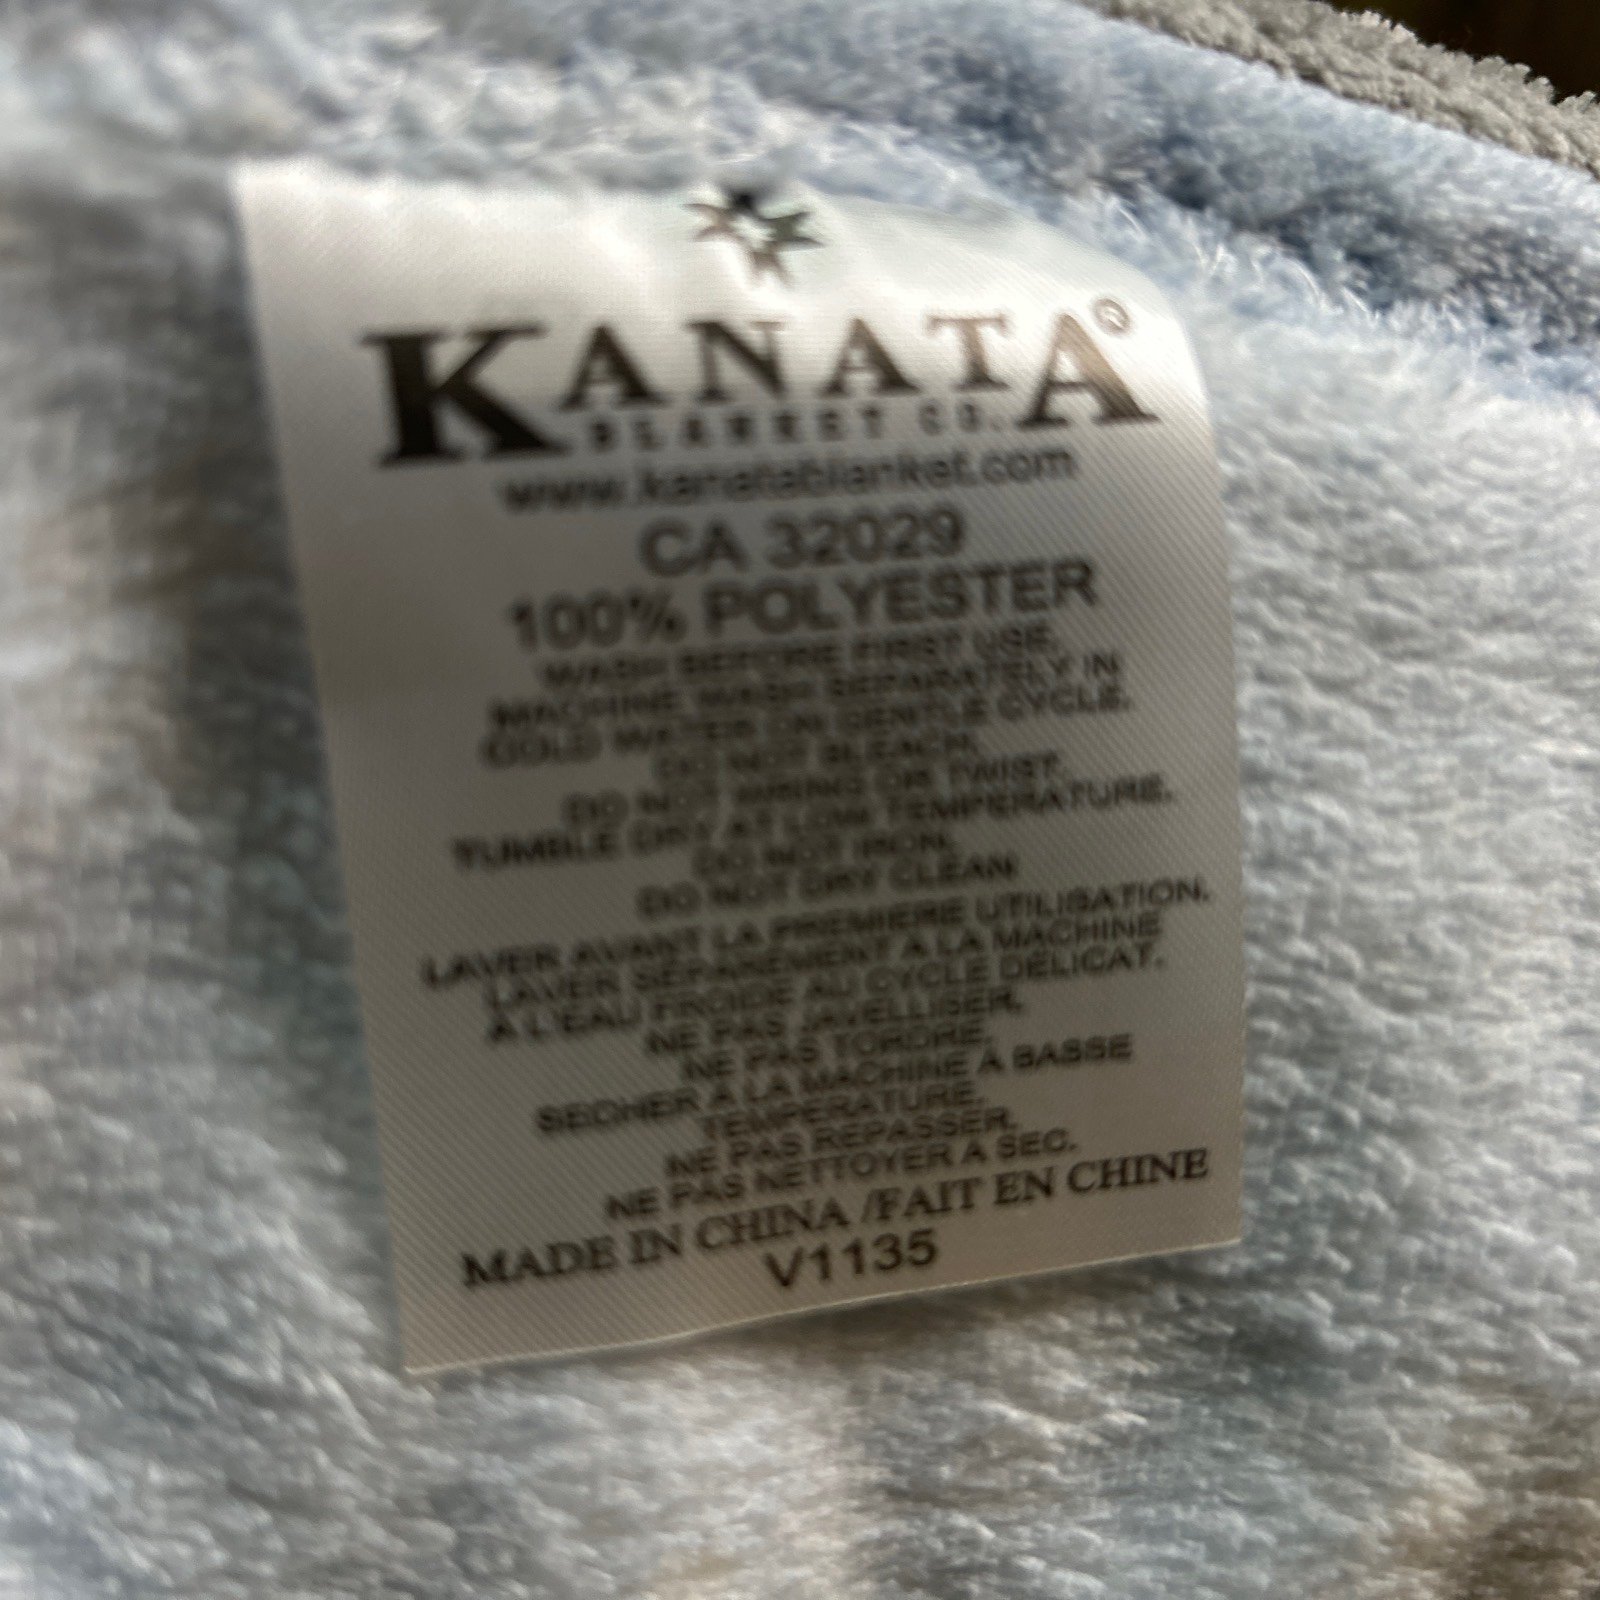 KANATA®
BLANKET CO.
www.kanatablanket.com
CA 32029
100% POLYESTER
WASH BEFORE FIRST USE.
MACHINE WASH SEPARATELY IN
COLD WATER ON GENTLE CYCLE.
DO NOT BLEACH.
DO NOT WRING OR TWIST.
TUMBLE DRY AT LOW TEMPERATURE.
DO NOT IRON.
DO NOT DRY CLEAN
LAVER AVANT LA PREMIERE UTILISATION.
LAVER SÉPARÉMENT A LA MACHINE
A L'EAU FROIDE AU CYCLE DÉLICAT.
NE PAS JAVELLISER.
NE PAS TORDRE.
SECHER A LA MACHINE À BASSE
TEMPÉRATURE.
NE PAS REPASSER.
NE PAS NETTOYER A SEC.
MADE IN CHINA /FAIT EN CHINE
V1135